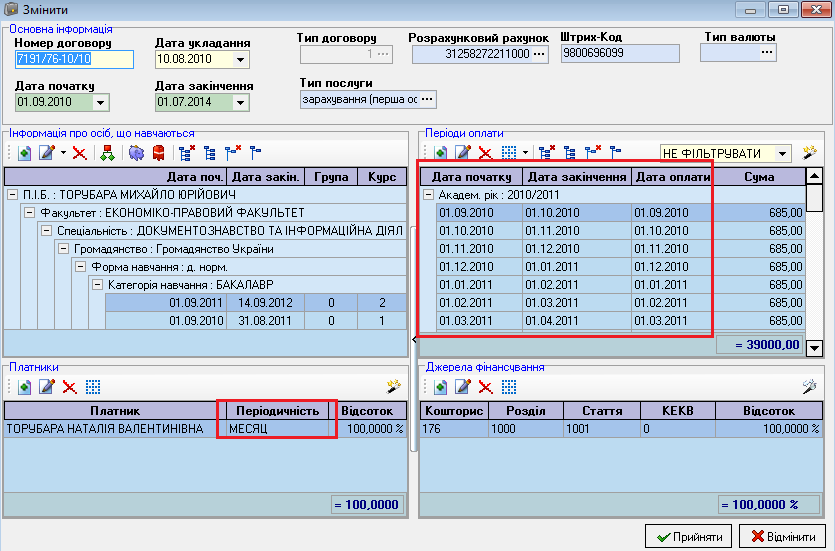 Змінити
Основна інформація
Номер договору
Дата укладання
Тип договору
Розрахунковий рахунок
Штрих-Код
Тип валюты
7191/76-10/10
10.08.2010
1 ...
31258272211000 ...
9800696099
...
Дата початку
Дата закінчення
Тип послуги
01.09.2010
01.07.2014
зарахування (перша ос ...
Інформація про осіб, що навчаються
Дата поч. Дата закін. Група Курс
П.І.Б. : ТОРУБАРА МИХАЙЛО ЮРІЙОВИЧ
Факультет : ЕКОНОМІКО-ПРАВОВИЙ ФАКУЛЬТЕТ
Спеціальність : ДОКУМЕНТОЗНАВСТВО ТА ІНФОРМАЦІЙНА ДІЯЛ
Громадянство : Громадянство України
Форма навчання : д. норм.
Категорія навчання : БАКАЛАВР
01.09.2011 14.09.2012 0 2
01.09.2010 31.08.2011 0 1
Періоди оплати
НЕ ФІЛЬТРУВАТИ
Дата початку Дата закінчення Дата оплати Сума
Академ. рік : 2010/2011
01.09.2010 01.10.2010 01.09.2010 685,00
01.10.2010 01.11.2010 01.10.2010 685,00
01.11.2010 01.12.2010 01.11.2010 685,00
01.12.2010 01.01.2011 01.12.2010 685,00
01.01.2011 01.02.2011 01.01.2011 685,00
01.02.2011 01.03.2011 01.02.2011 685,00
01.03.2011 01.04.2011 01.03.2011 685,00
= 39000,00
Платники
Платник Періодичність Відсоток
ТОРУБАРА НАТАЛІЯ ВАЛЕНТИНІВНА МЕСЯЦ 100,0000 %
= 100,0000
Джерела фінансування
Кошторис Розділ Стаття КЕКВ Відсоток
176 1000 1001 0 100,0000 %
= 100,0000 %
Прийняти
Відмінити